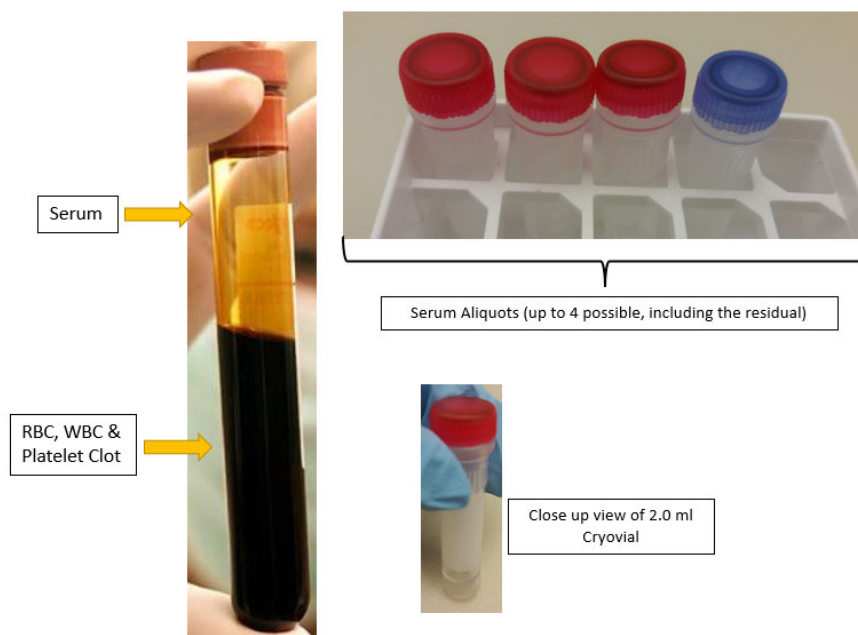 Serum
Serum Aliquots (up to 4 possible, including the residual)
RBC, WBC &
Platelet Clot
Close up view of 2.0 ml
Cryovial